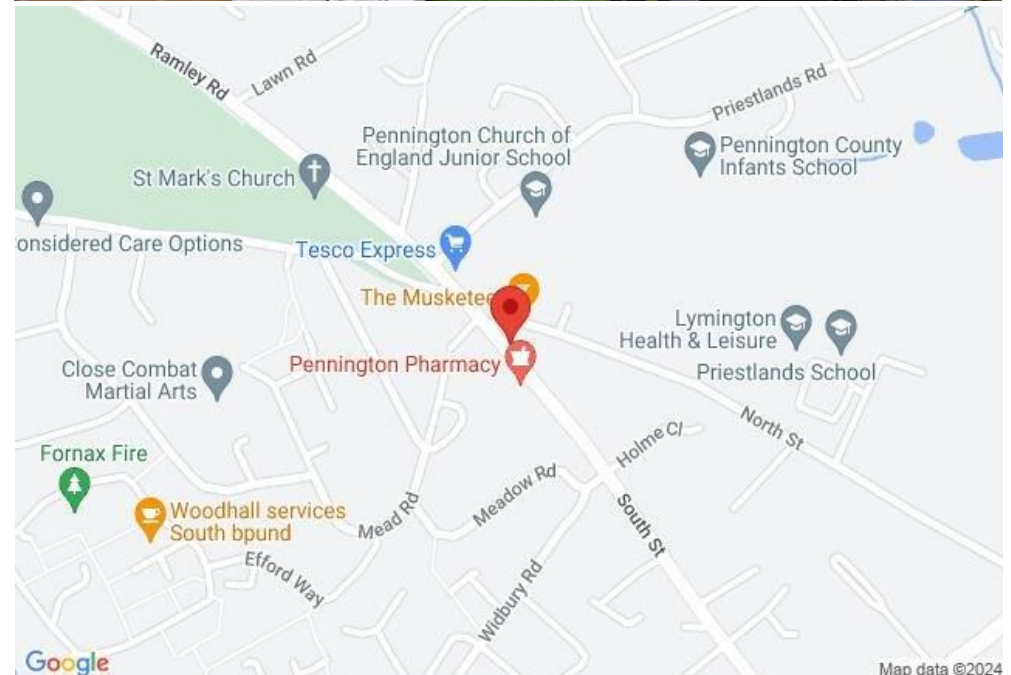 Ramley Rd
Lawn Rd
Priestlands Rd
Pennington Church of
England Junior School
Pennington County
Infants School
St Mark's Church
onsidered Care Options
Tesco Express
The Musketee
Lymington
Health & Leisure
Priestlands School
Pennington Pharmacy
Close Combat
Martial Arts
North St
Holme Cl
Fornax Fire
Meadow Rd
Woodhall services
South bpund
Mead Rd
South St
Efford Way
Widbury Rd
Google
Map data ©2024